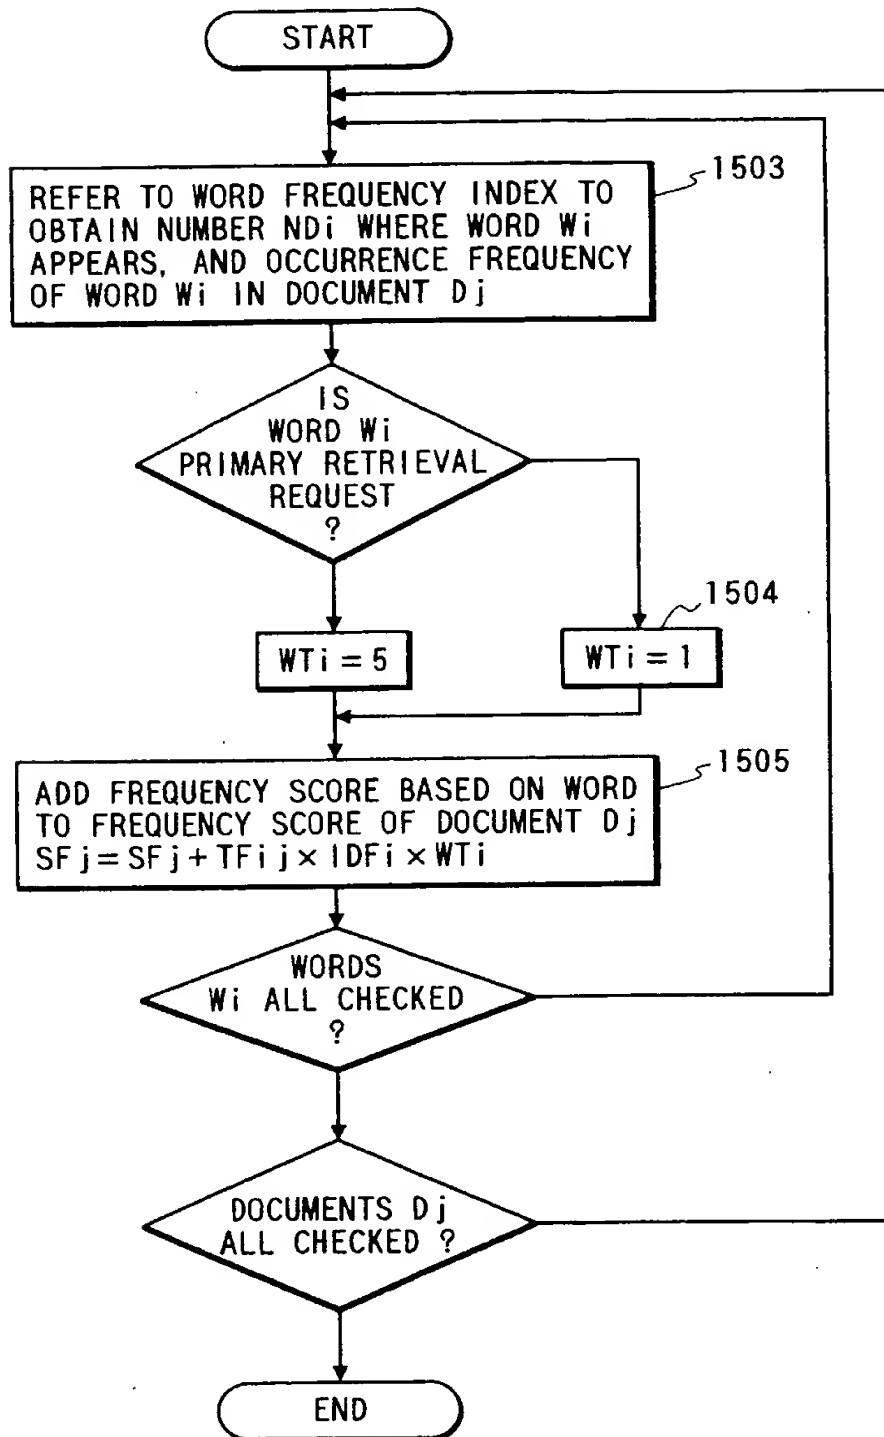 START
1503
REFER TO WORD FREQUENCY INDEX TO
OBTAIN NUMBER NDi WHERE WORD Wi
APPEARS, AND OCCURRENCE FREQUENCY
OF WORD Wi IN DOCUMENT Dj
IS
WORD Wi
PRIMARY RETRIEVAL
REQUEST
?
1504
WTi = 5
WTi = 1
1505
ADD FREQUENCY SCORE BASED ON WORD
TO FREQUENCY SCORE OF DOCUMENT Dj
SFj = SFj + TFij × IDFi × WTi
WORDS
Wi ALL CHECKED
?
DOCUMENTS Dj
ALL CHECKED ?
END